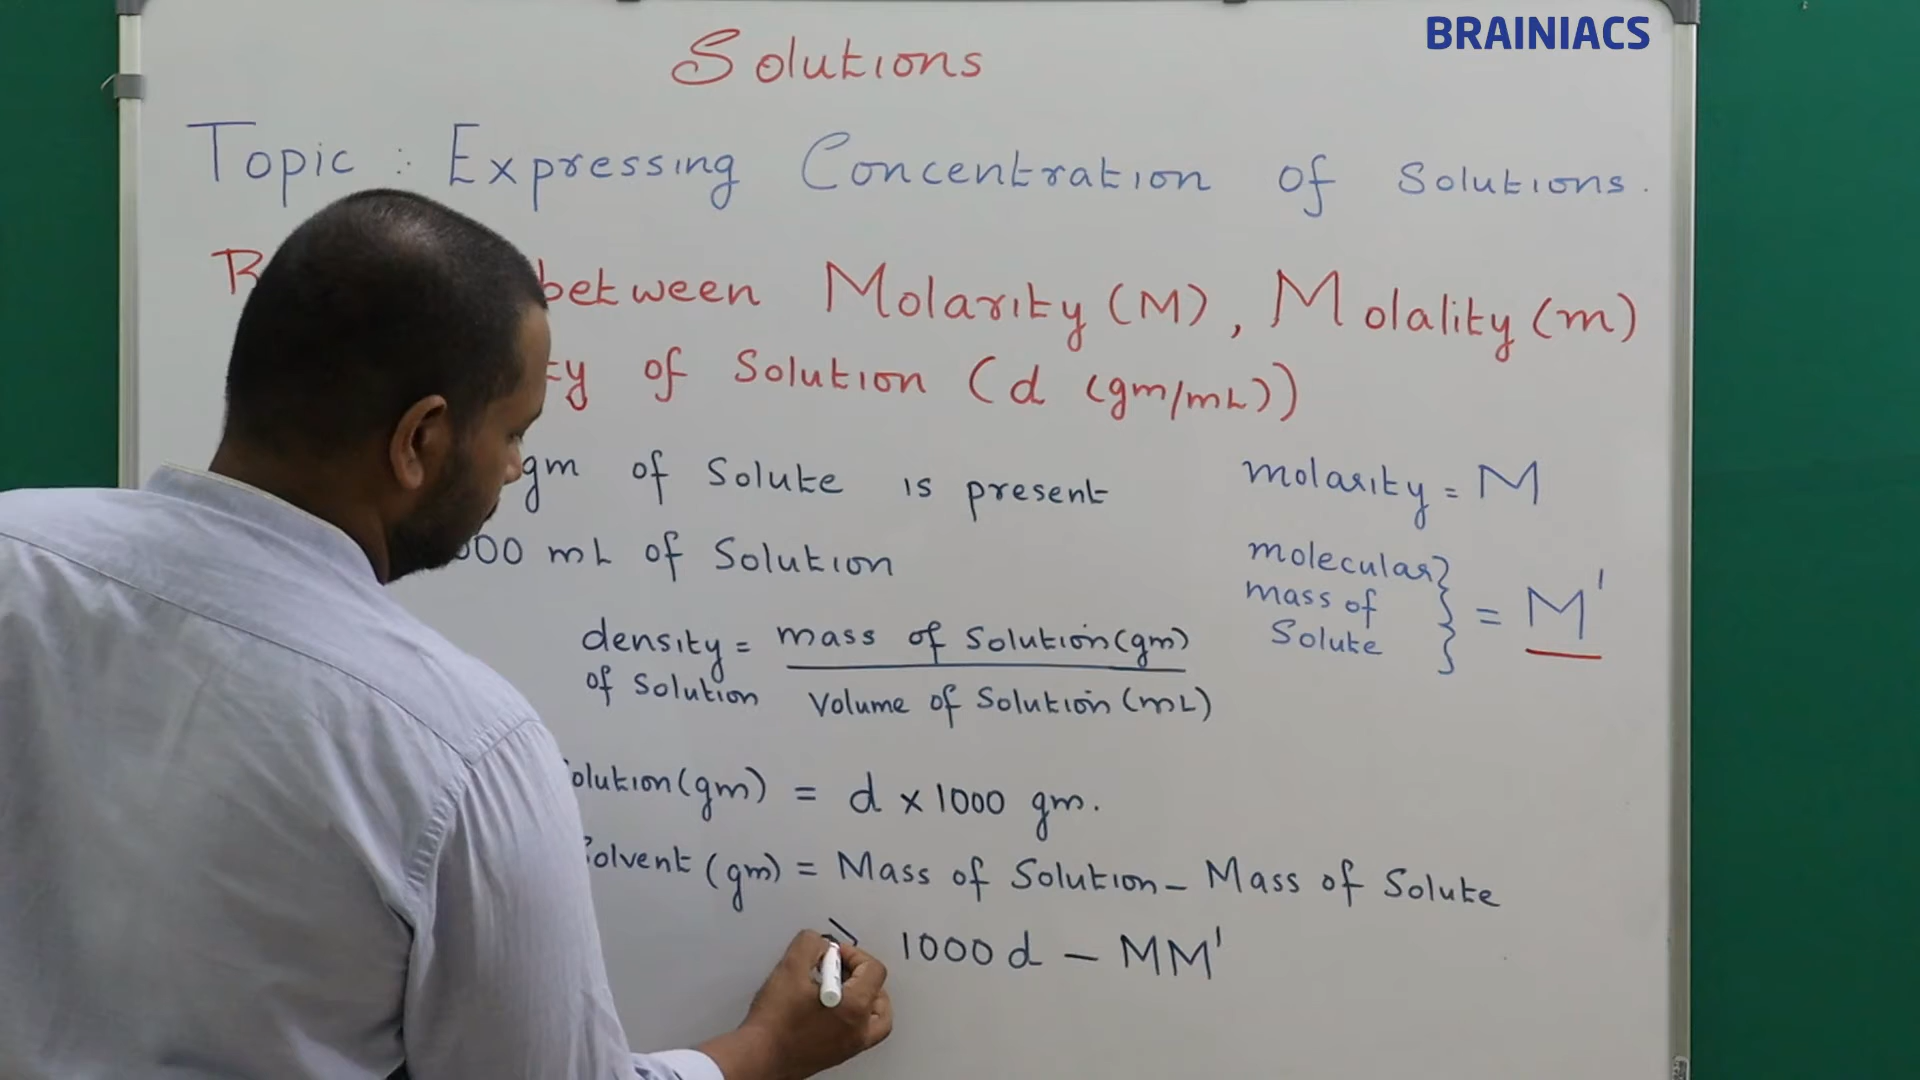 BRAINIACS
Solutions
Topic : Expressing Concentration of Solutions.
between Molarity (M), Molality (m)
of Solution (d (gm/mL))
gm of Solute is present
mL of Solution
molarity = M
molecular
mass of
Solute } = M'
density = mass of Solution (gm)
of Solution Volume of Solution (mL)
(gm) = d x 1000 gm.
(gm) = Mass of Solution - Mass of Solute
1000 d - MM'